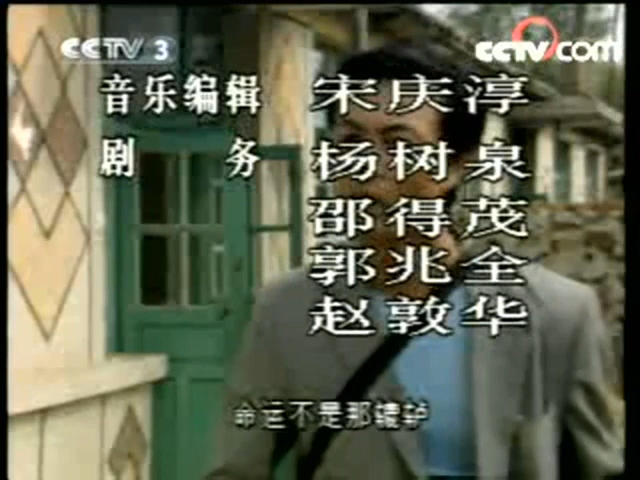 CCTV 3
CCTV.com
音乐编辑 宋庆淳
剧务 杨树泉
邵得茂
郭兆全
赵敦华
命运不是那辘轳